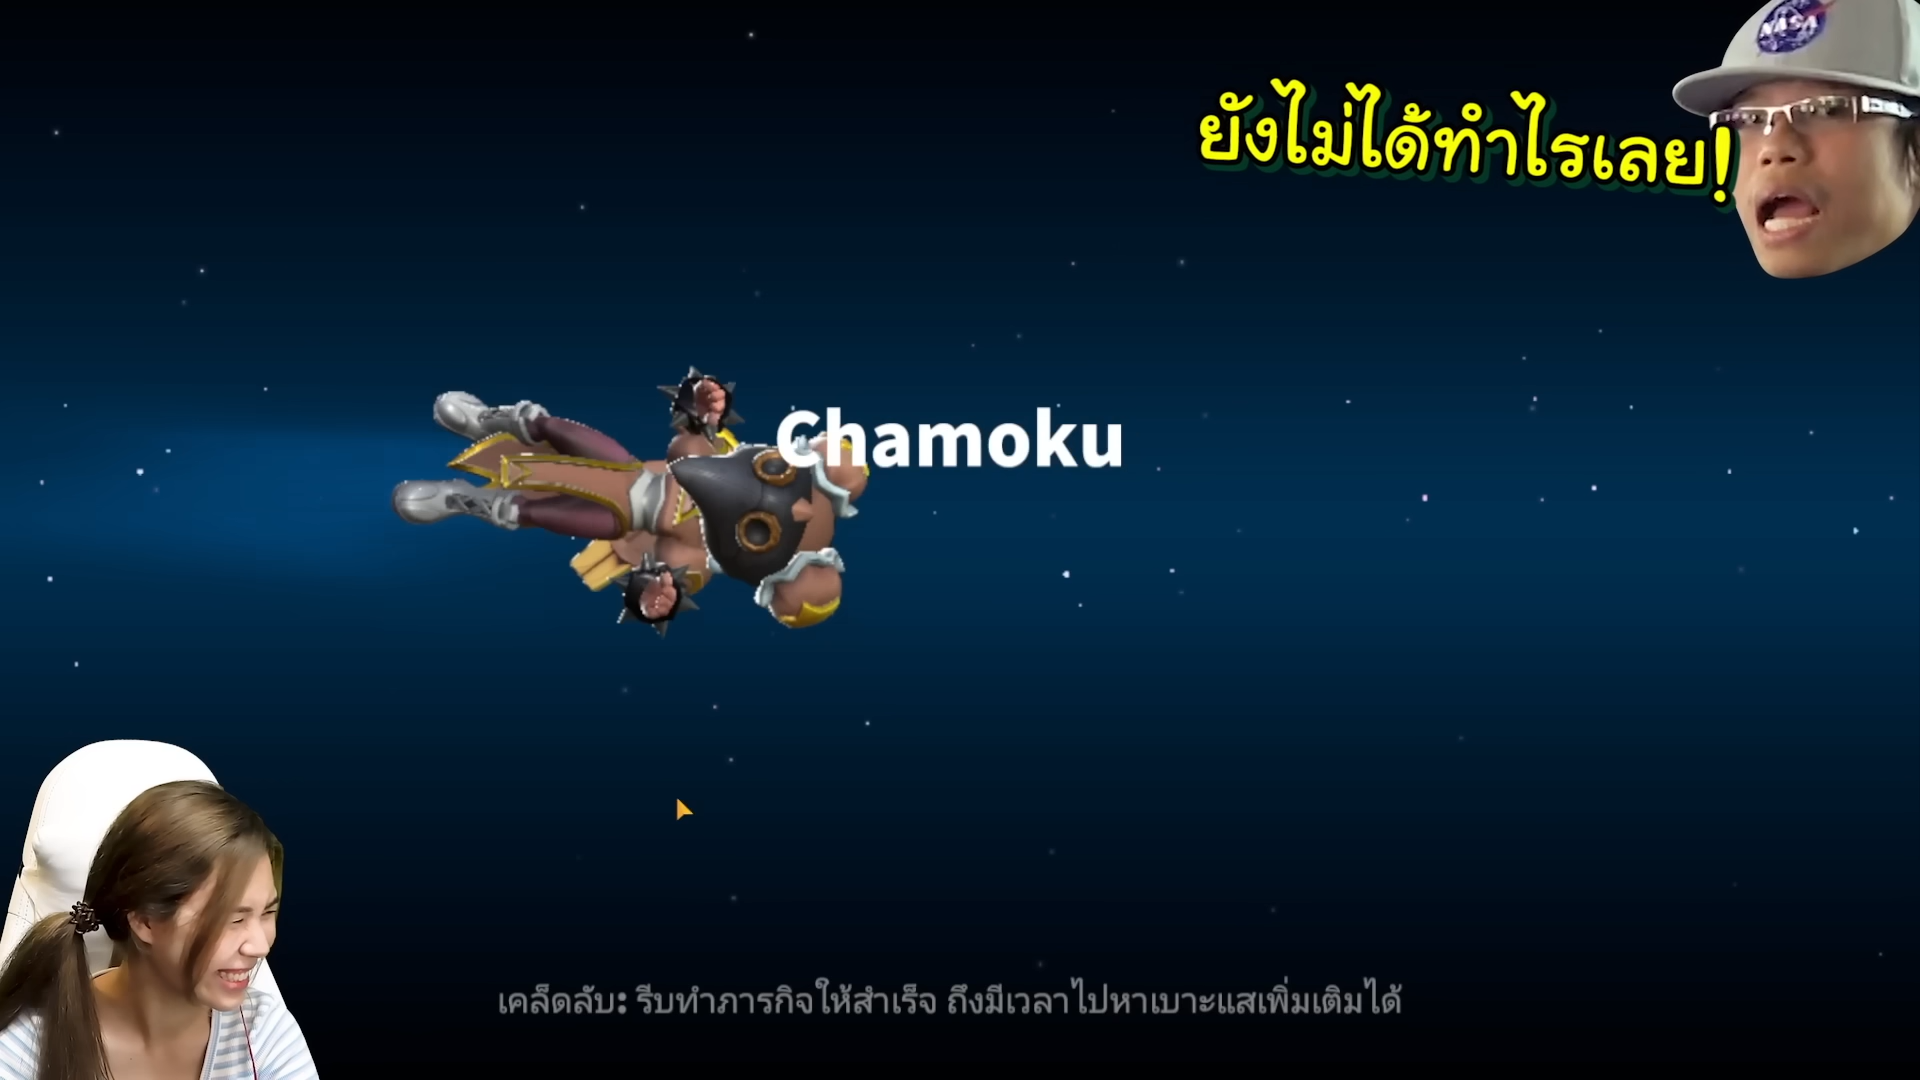 NASA
ยังไม่ได้ทำไรเลย!
Chamoku
เคล็ดลับ: รีบทำภารกิจให้สำเร็จ ถึงมีเวลาไปหาเบาะแสเพิ่มเติมได้